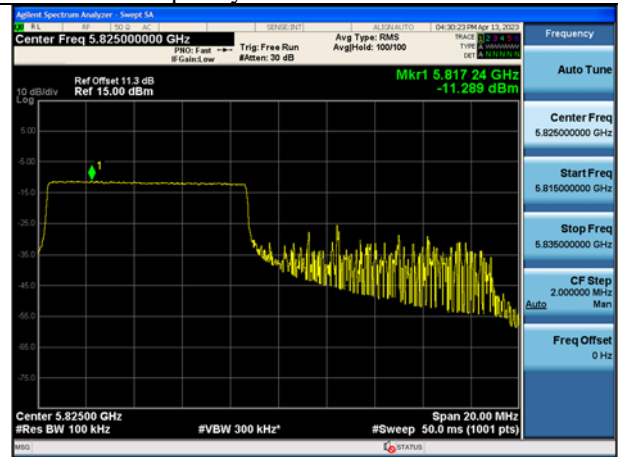 Agilent Spectrum Analyzer - Swept SA
RL RF 50 Ω AC SENSE:INT ALIGN AUTO 04:30:23 PM Apr 13, 2023
Center Freq 5.825000000 GHz
PNO: Fast
IFGain:Low
Trig: Free Run
#Atten: 30 dB
Avg Type: RMS
Avg|Hold: 100/100
TRACE 1 2 3 4 5 6
TYPE A WWWWW
DET A N N N N N
Frequency
Mkr1 5.817 24 GHz
-11.289 dBm
Ref Offset 11.3 dB
Ref 15.00 dBm
10 dB/div
Log
5.00
-5.00
-15.0
-25.0
-35.0
-45.0
-55.0
-65.0
-75.0
1
Auto Tune
Center Freq
5.825000000 GHz
Start Freq
5.815000000 GHz
Stop Freq
5.835000000 GHz
CF Step
2.000000 MHz
Auto Man
Freq Offset
0 Hz
Center 5.82500 GHz Span 20.00 MHz
#Res BW 100 kHz #VBW 300 kHz* #Sweep 50.0 ms (1001 pts)
MSG STATUS